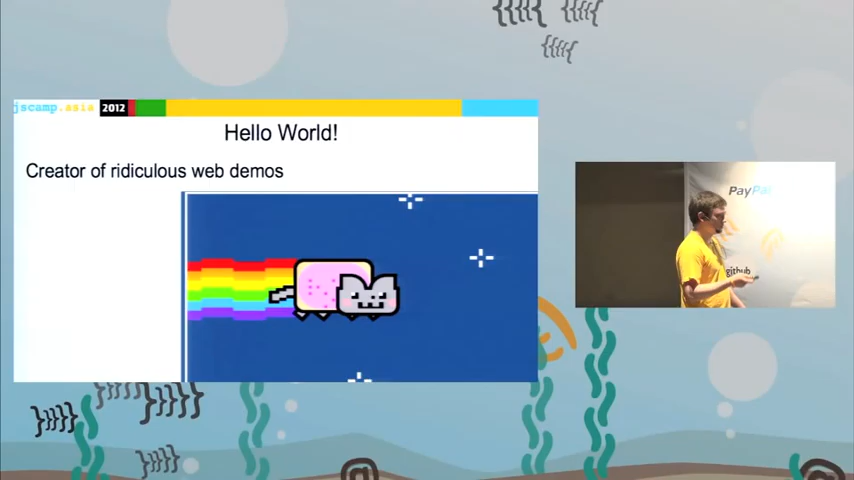 jscamp.asia 2012
Hello World!
Creator of ridiculous web demos
PayPal
github